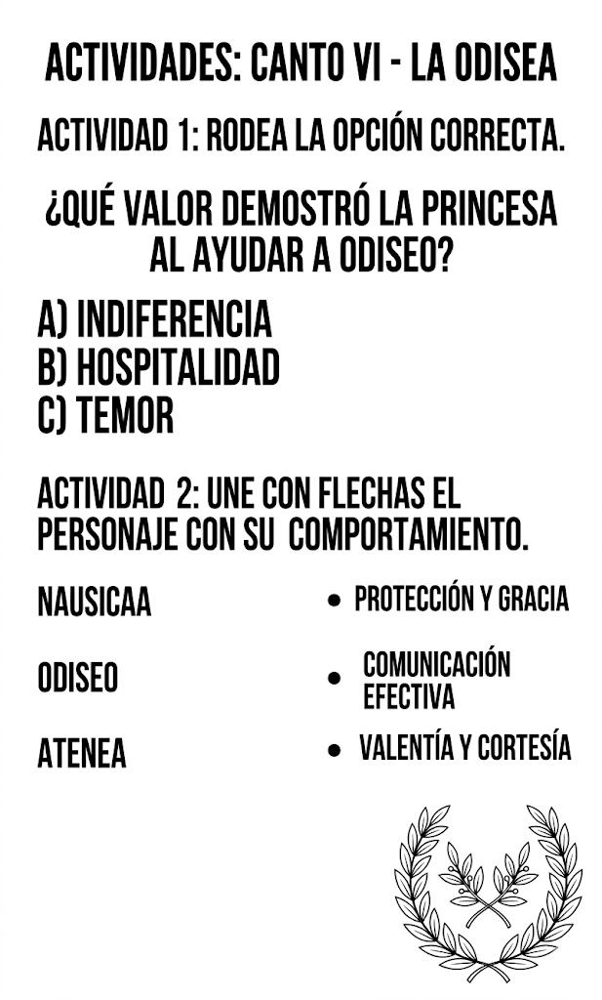 ACTIVIDADES: CANTO VI - LA ODISEA
ACTIVIDAD 1: RODEA LA OPCIÓN CORRECTA.
¿QUÉ VALOR DEMOSTRÓ LA PRINCESA
AL AYUDAR A ODISEO?
A) INDIFERENCIA
B) HOSPITALIDAD
C) TEMOR
ACTIVIDAD 2: UNE CON FLECHAS EL
PERSONAJE CON SU COMPORTAMIENTO.
NAUSICAA
• PROTECCIÓN Y GRACIA
ODISEO
• COMUNICACIÓN
EFECTIVA
ATENEA
• VALENTÍA Y CORTESÍA